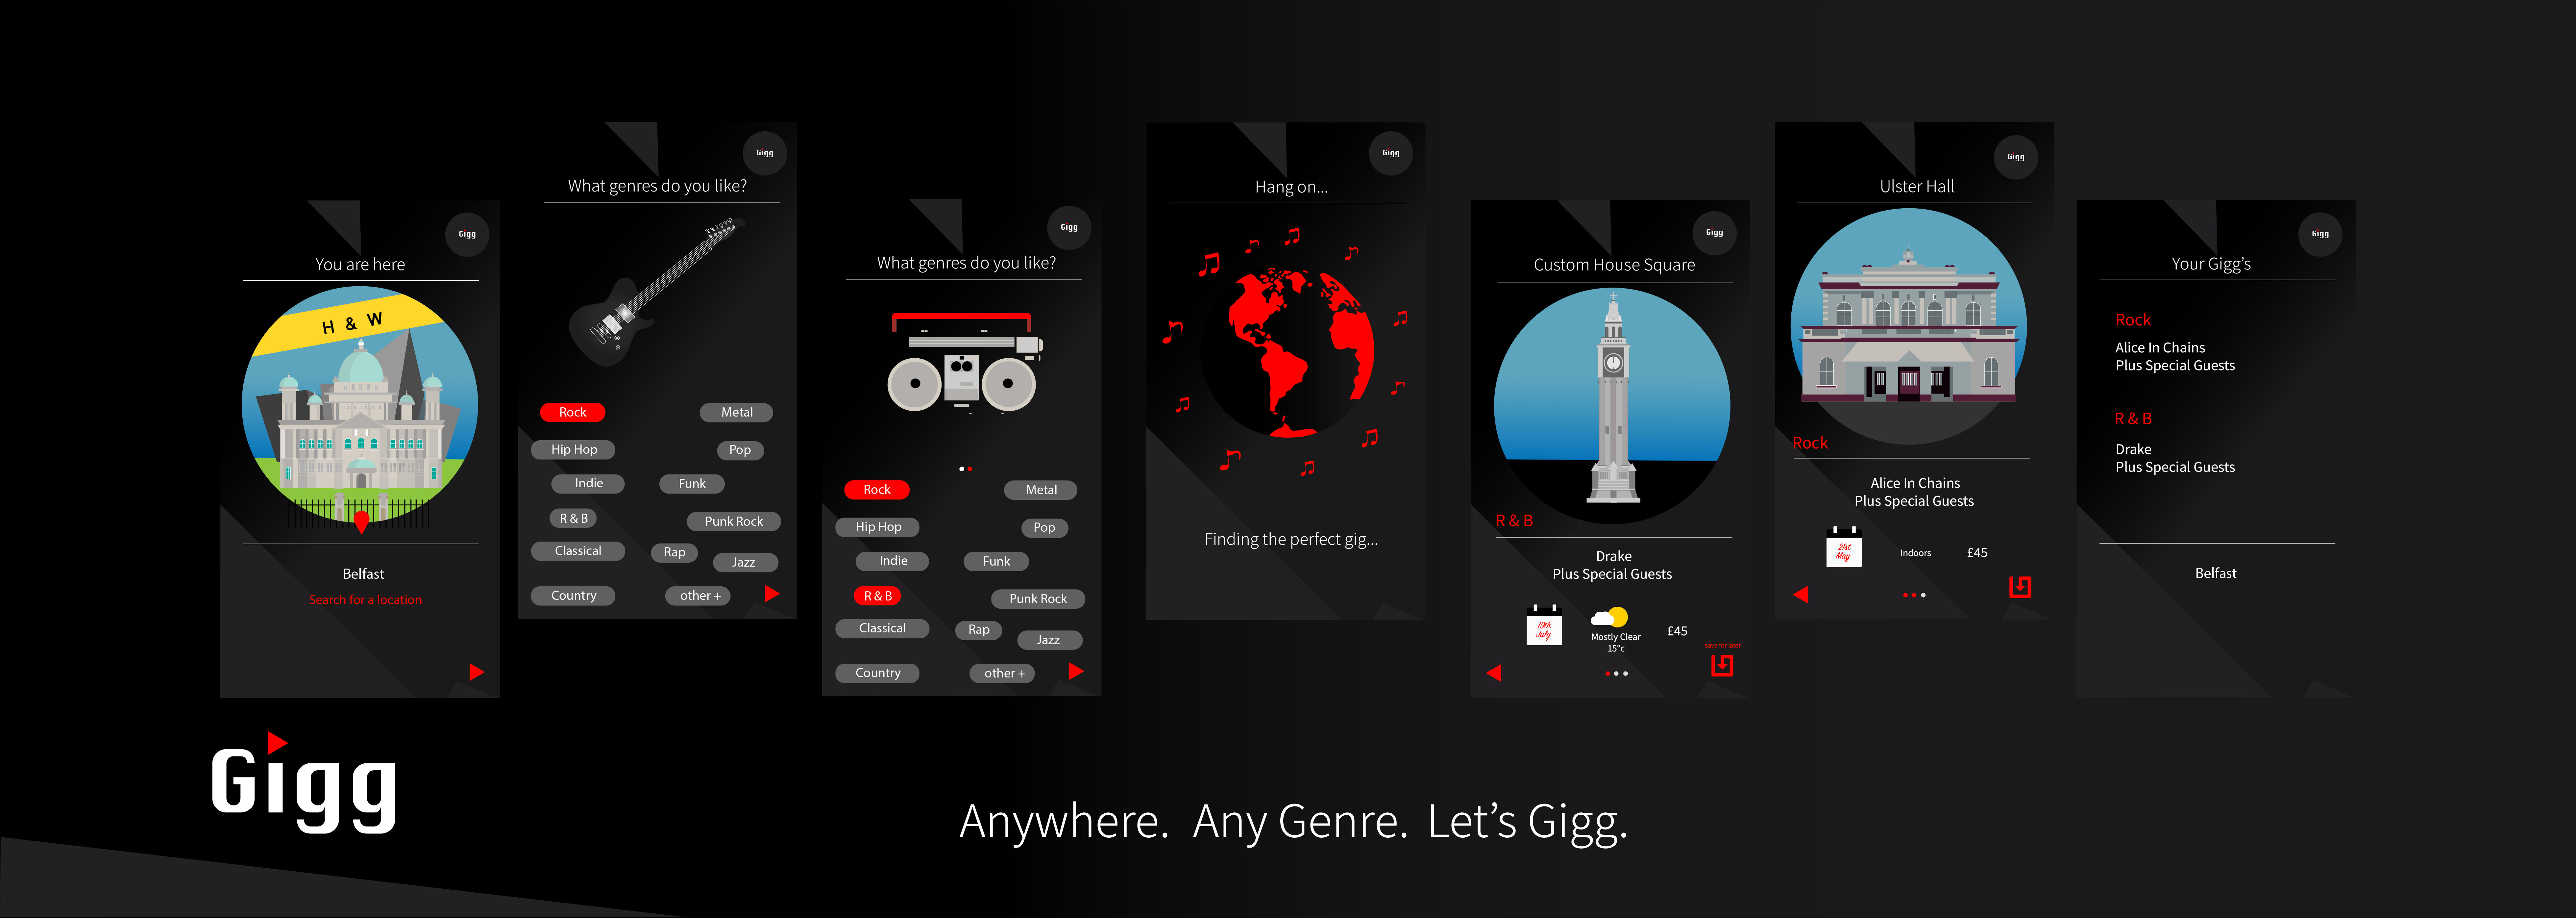 Gigg
You are here
H & W
Belfast
Search for a location
Gigg
What genres do you like?
Rock
Metal
Hip Hop
Pop
Indie
Funk
R & B
Punk Rock
Classical
Rap
Jazz
Country
other +
Gigg
What genres do you like?
Rock
Metal
Hip Hop
Pop
Indie
Funk
R & B
Punk Rock
Classical
Rap
Jazz
Country
other +
Gigg
Hang on...
Finding the perfect gig...
Gigg
Custom House Square
R & B
Drake
Plus Special Guests
19th
July
Mostly Clear
15°c
£45
save for later
Gigg
Ulster Hall
Rock
Alice In Chains
Plus Special Guests
21st
May
Indoors
£45
Gigg
Your Gigg's
Rock
Alice In Chains
Plus Special Guests
R & B
Drake
Plus Special Guests
Belfast
Gigg
Anywhere. Any Genre. Let's Gigg.